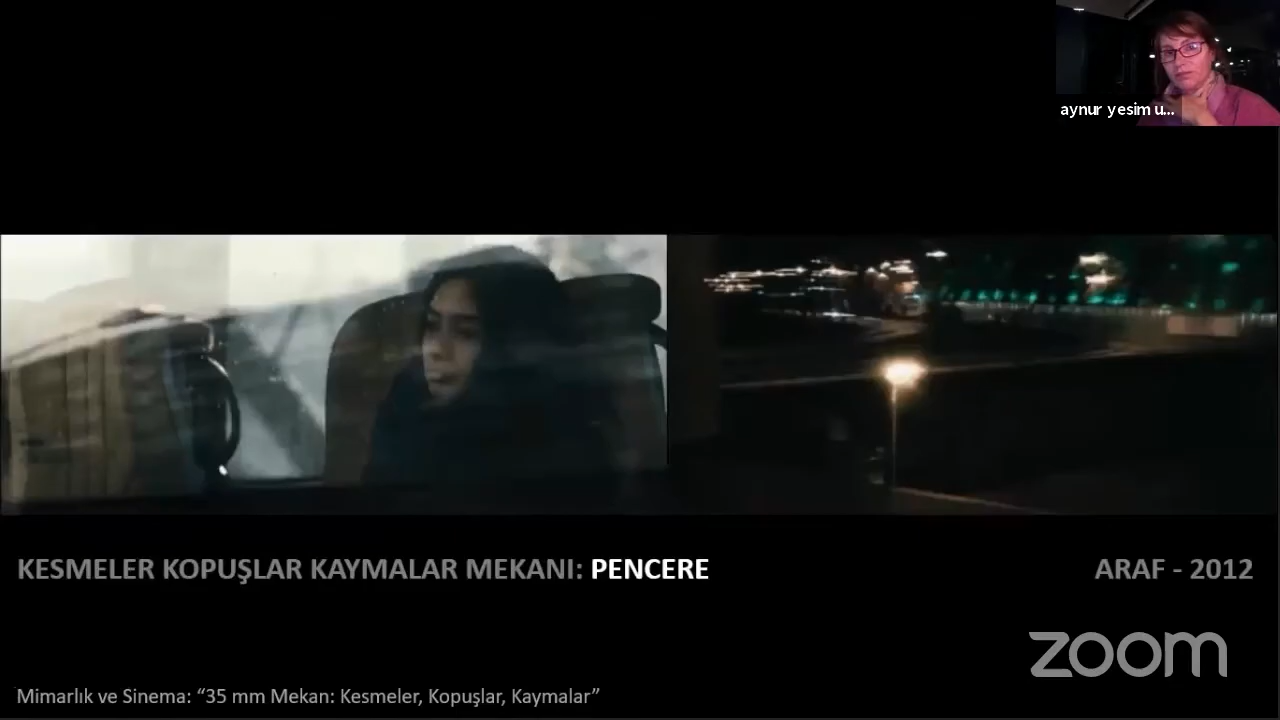 aynur yesim u...
KESMELER KOPUŞLAR KAYMALAR MEKANI: PENCERE
ARAF - 2012
zoom
Mimarlık ve Sinema: “35 mm Mekan: Kesmeler, Kopuşlar, Kaymalar”